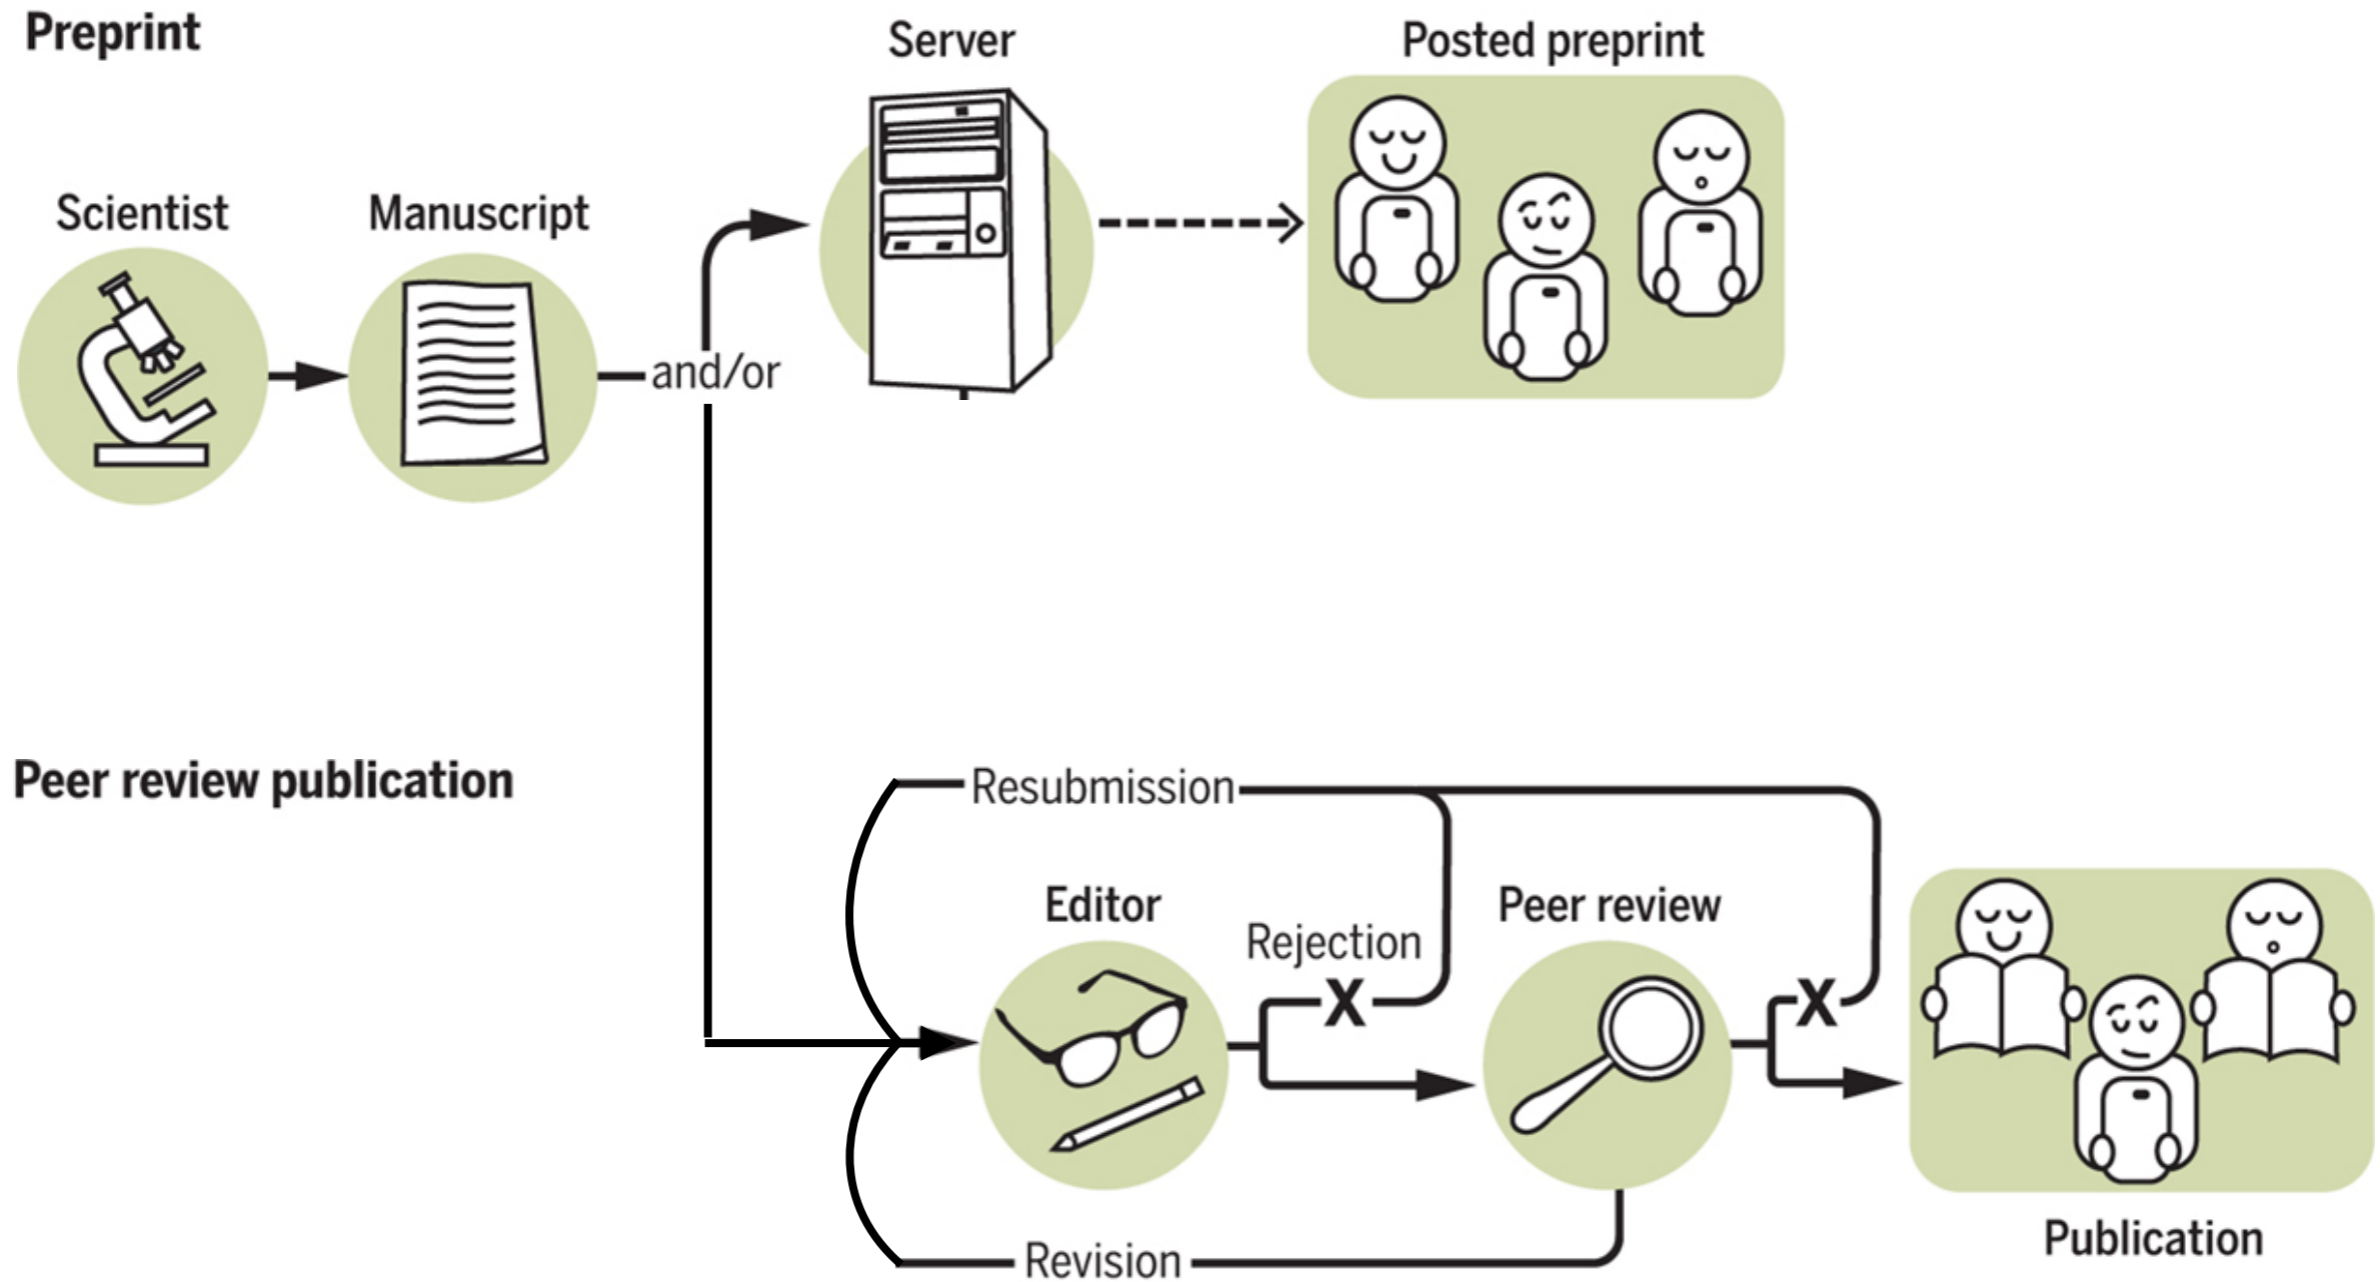 Preprint
Server
Posted preprint
Scientist
Manuscript
and/or
Peer review publication
Resubmission
Editor
Rejection
X
Peer review
X
Revision
Publication